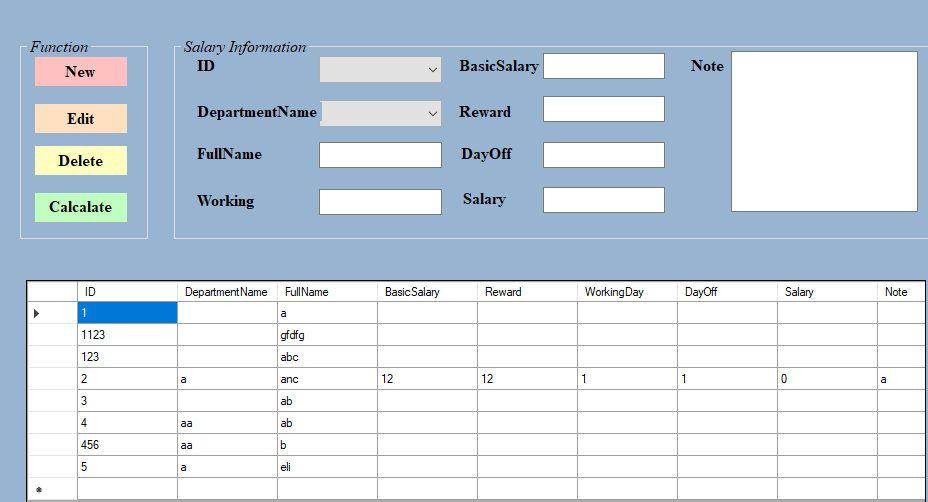 Function
New
Edit
Delete
Calcalate
Salary Information
ID
BasicSalary
Note
DepartmentName
Reward
FullName
DayOff
Working
Salary
ID DepartmentName FullName BasicSalary Reward WorkingDay DayOff Salary Note
1 a
1123 gfdfg
123 abc
2 a anc 12 12 1 1 0 a
3 ab
4 aa ab
456 aa b
5 a eli